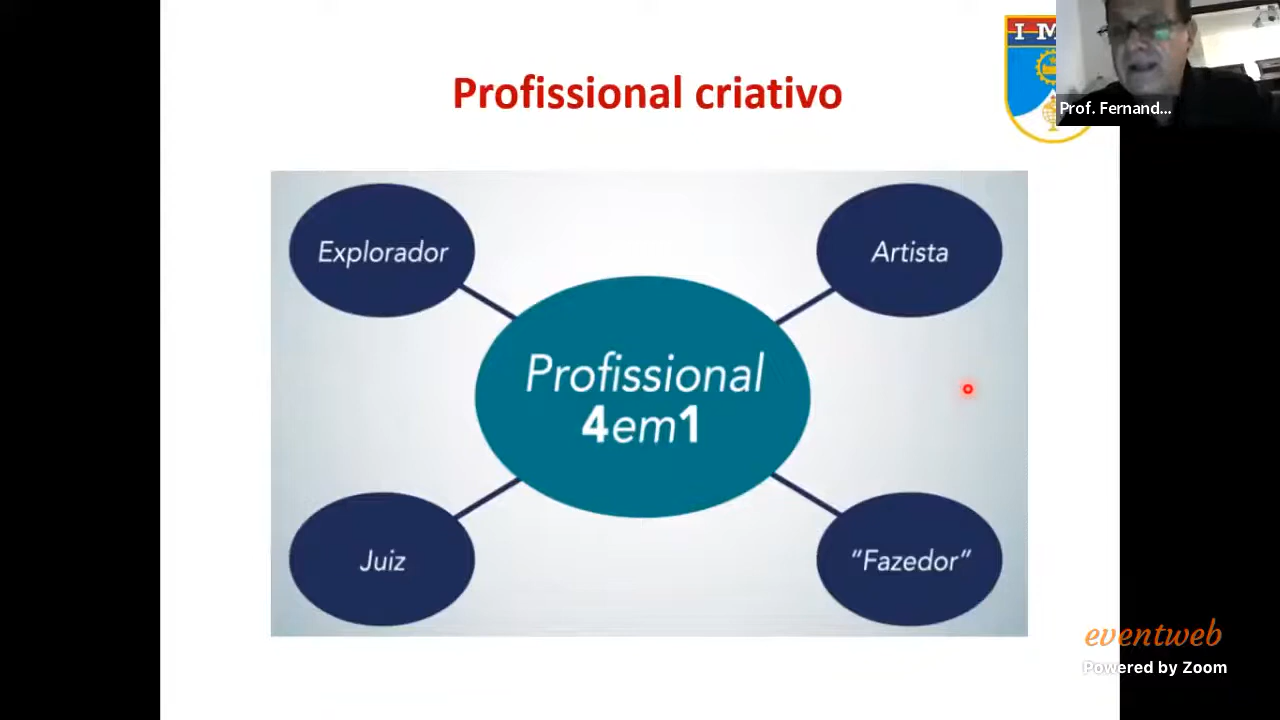 Profissional criativo
I M
Prof. Fernand...
Explorador
Artista
Profissional
4em1
Juiz
“Fazedor”
eventweb
Powered by Zoom